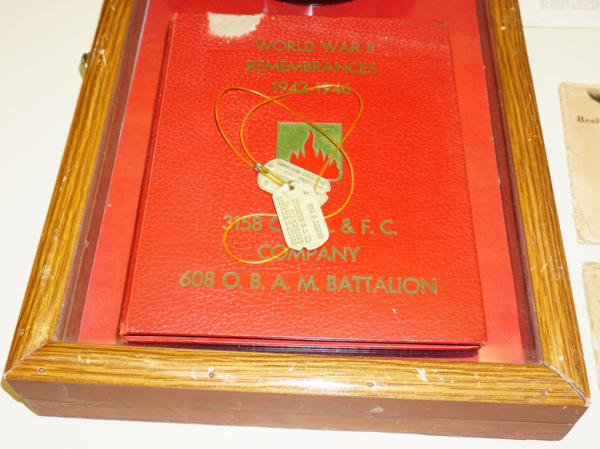 WORLD WAR II
REMEMBRANCES
1942-1946
3158 & F. C.
COMPANY
608 O. B. A. M. BATTALION